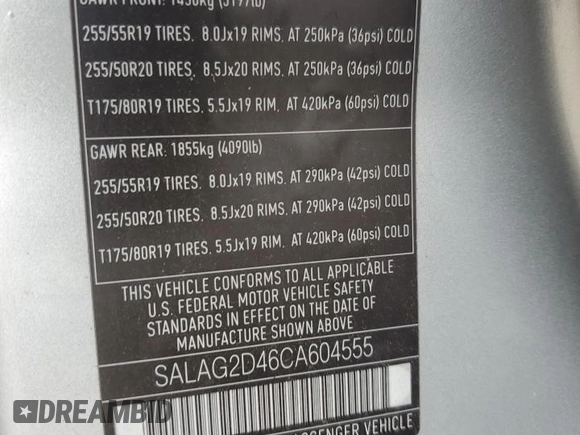 GAWR FRONT: 1450kg (3197lb)
255/55R19 TIRES. 8.0Jx19 RIMS. AT 250kPa (36psi) COLD
255/50R20 TIRES. 8.5Jx20 RIMS. AT 250kPa (36psi) COLD
T175/80R19 TIRES. 5.5Jx19 RIM. AT 420kPa (60psi) COLD
GAWR REAR: 1855kg (4090lb)
255/55R19 TIRES. 8.0Jx19 RIMS. AT 290kPa (42psi) COLD
255/50R20 TIRES. 8.5Jx20 RIMS. AT 290kPa (42psi) COLD
T175/80R19 TIRES. 5.5Jx19 RIM. AT 420kPa (60psi) COLD
THIS VEHICLE CONFORMS TO ALL APPLICABLE
U.S. FEDERAL MOTOR VEHICLE SAFETY
STANDARDS IN EFFECT ON THE DATE OF
MANUFACTURE SHOWN ABOVE
SALAG2D46CA604555
PASSENGER VEHICLE
DREAMBID